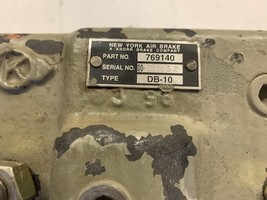 NEW YORK AIR BRAKE
A KNORR BRAKE COMPANY
PART NO. 769140
SERIAL NO.
TYPE DB-10